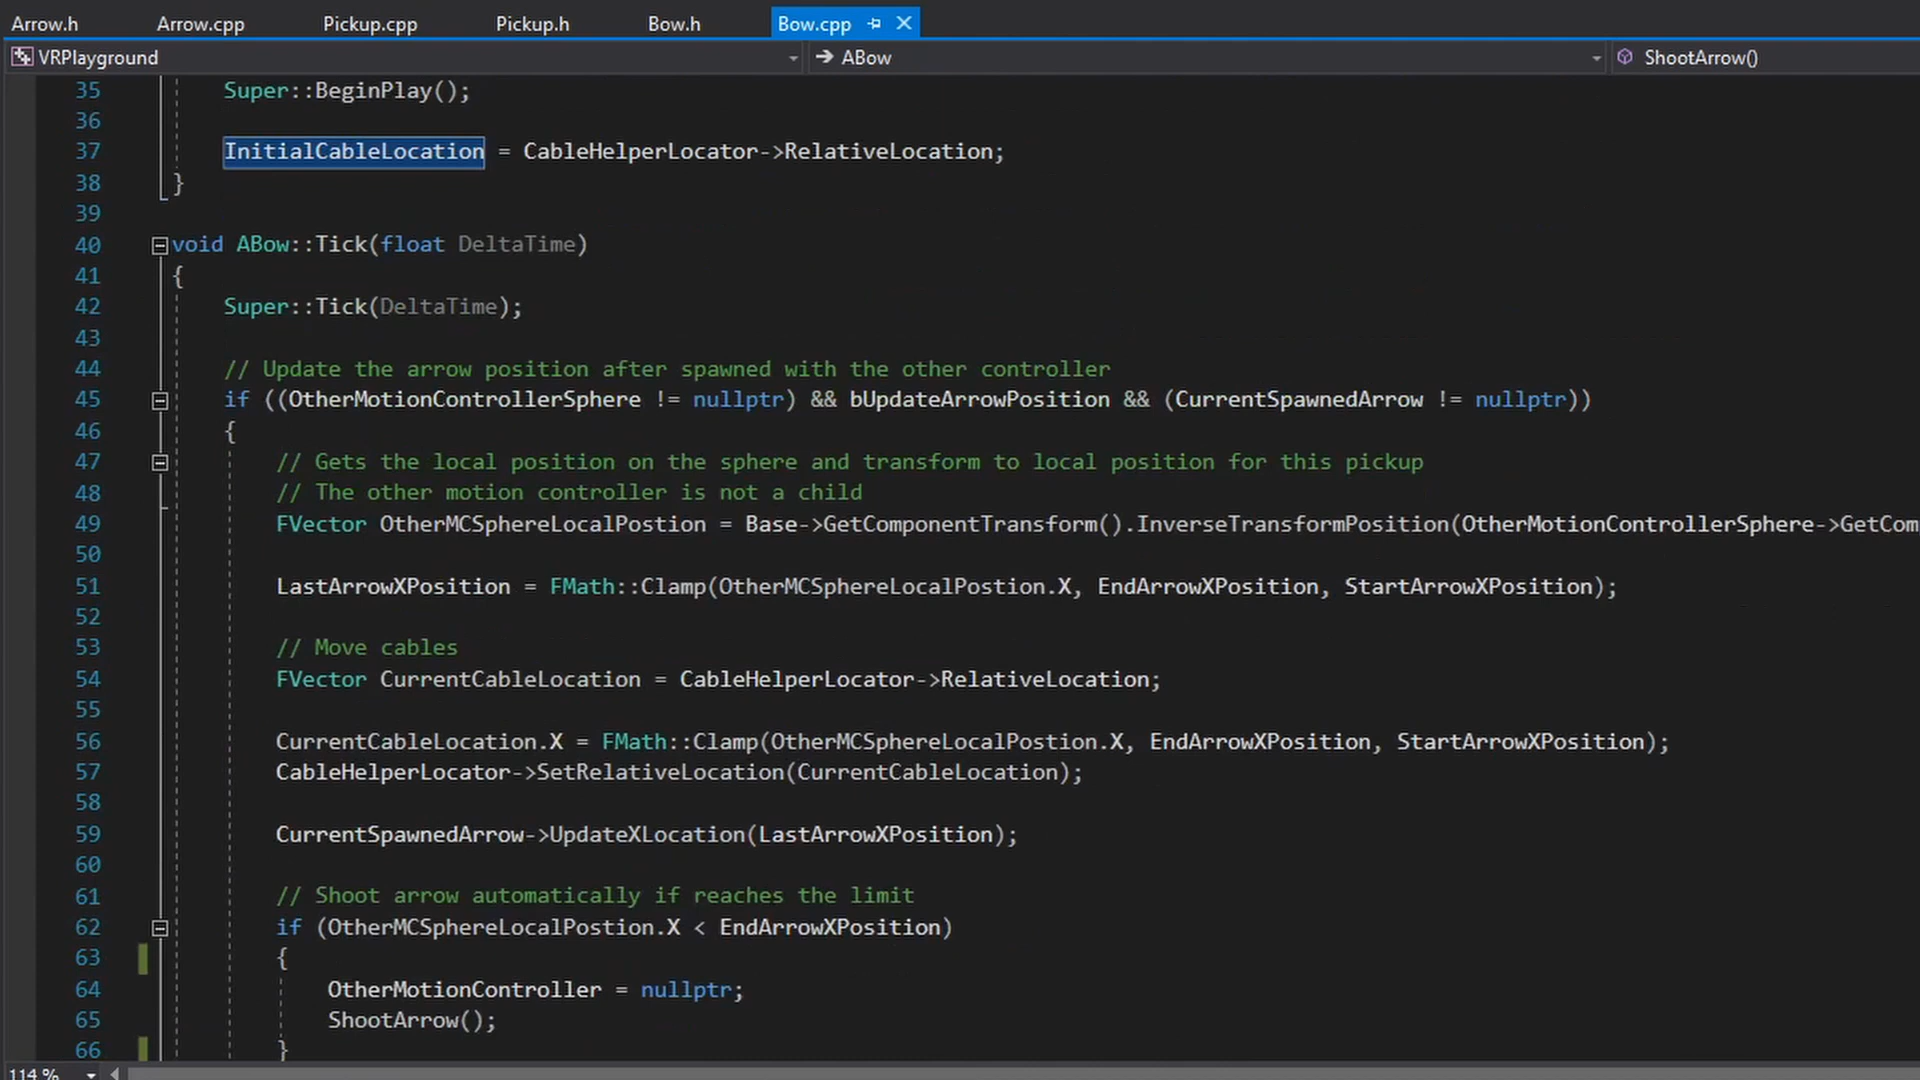 Arrow.h Arrow.cpp Pickup.cpp Pickup.h Bow.h Bow.cpp
VRPlayground ABow ShootArrow()
35 Super::BeginPlay();
36
37 InitialCableLocation = CableHelperLocator->RelativeLocation;
38 }
39
40 void ABow::Tick(float DeltaTime)
41 {
42 Super::Tick(DeltaTime);
43
44 // Update the arrow position after spawned with the other controller
45 if ((OtherMotionControllerSphere != nullptr) && bUpdateArrowPosition && (CurrentSpawnedArrow != nullptr))
46 {
47 // Gets the local position on the sphere and transform to local position for this pickup
48 // The other motion controller is not a child
49 FVector OtherMCSphereLocalPostion = Base->GetComponentTransform().InverseTransformPosition(OtherMotionControllerSphere->GetCom
50
51 LastArrowXPosition = FMath::Clamp(OtherMCSphereLocalPostion.X, EndArrowXPosition, StartArrowXPosition);
52
53 // Move cables
54 FVector CurrentCableLocation = CableHelperLocator->RelativeLocation;
55
56 CurrentCableLocation.X = FMath::Clamp(OtherMCSphereLocalPostion.X, EndArrowXPosition, StartArrowXPosition);
57 CableHelperLocator->SetRelativeLocation(CurrentCableLocation);
58
59 CurrentSpawnedArrow->UpdateXLocation(LastArrowXPosition);
60
61 // Shoot arrow automatically if reaches the limit
62 if (OtherMCSphereLocalPostion.X < EndArrowXPosition)
63 {
64 OtherMotionController = nullptr;
65 ShootArrow();
66 }
114 %